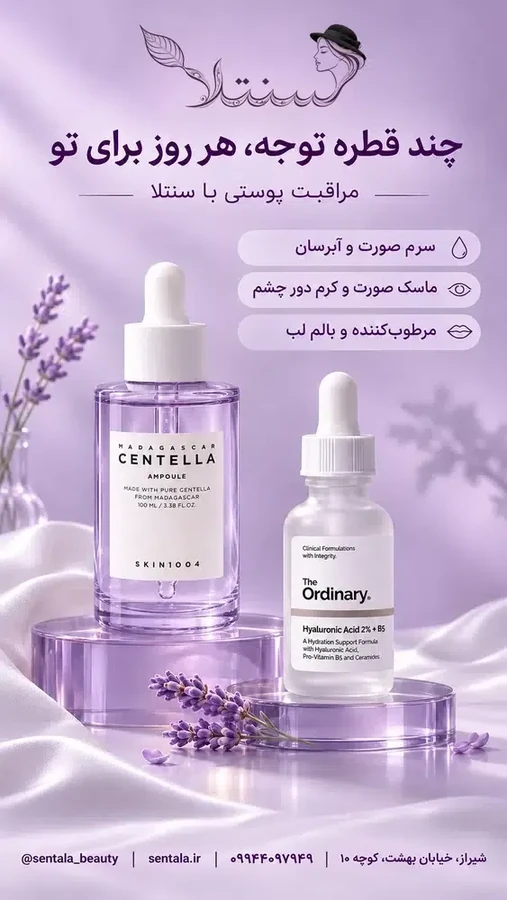 سنتلا
چند قطره توجه، هر روز برای تو
مراقبت پوستی با سنتلا
سرم صورت و آبرسان
ماسک صورت و کرم دور چشم
مرطوب‌کننده و بالم لب
MADAGASCAR
CENTELLA
AMPOULE
MADE WITH PURE CENTELLA
FROM MADAGASCAR
100 ML / 3.38 FL.OZ.
SKIN1004
Clinical Formulations
with Integrity.
The
Ordinary.
Hyaluronic Acid 2% + B5
A Hydration Support Formula
with Hyaluronic Acid,
Pro-Vitamin B5 and Ceramides
شیراز، خیابان بهشت، کوچه ۱۰ | ۰۹۹۴۴۰۹۷۹۴۹ | sentala.ir | @sentala_beauty